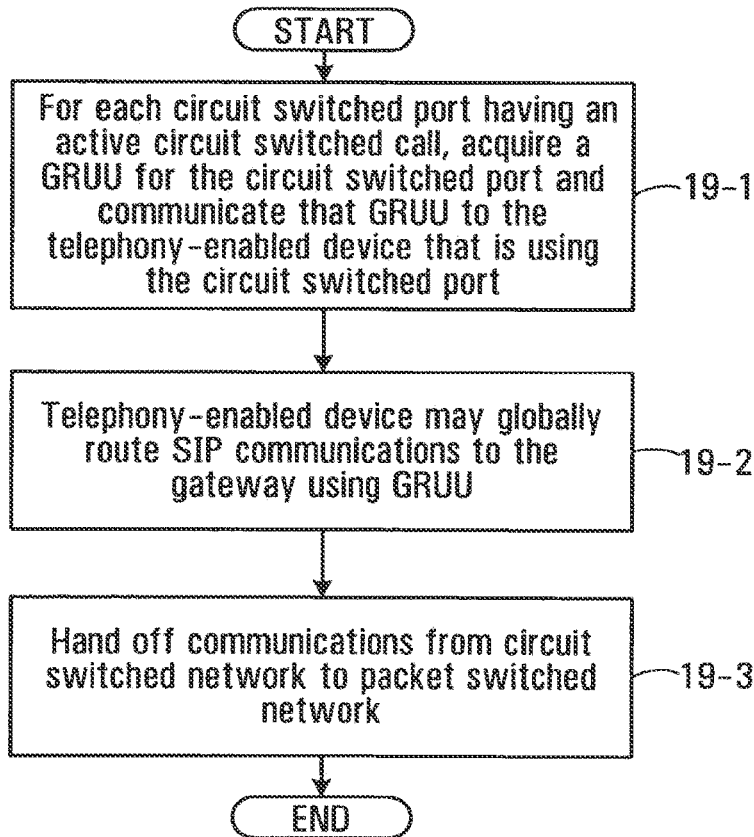 START
For each circuit switched port having an
active circuit switched call, acquire a
GRUU for the circuit switched port and
communicate that GRUU to the
telephony-enabled device that is using
the circuit switched port
19-1
Telephony-enabled device may globally
route SIP communications to the
gateway using GRUU
19-2
Hand off communications from circuit
switched network to packet switched
network
19-3
END